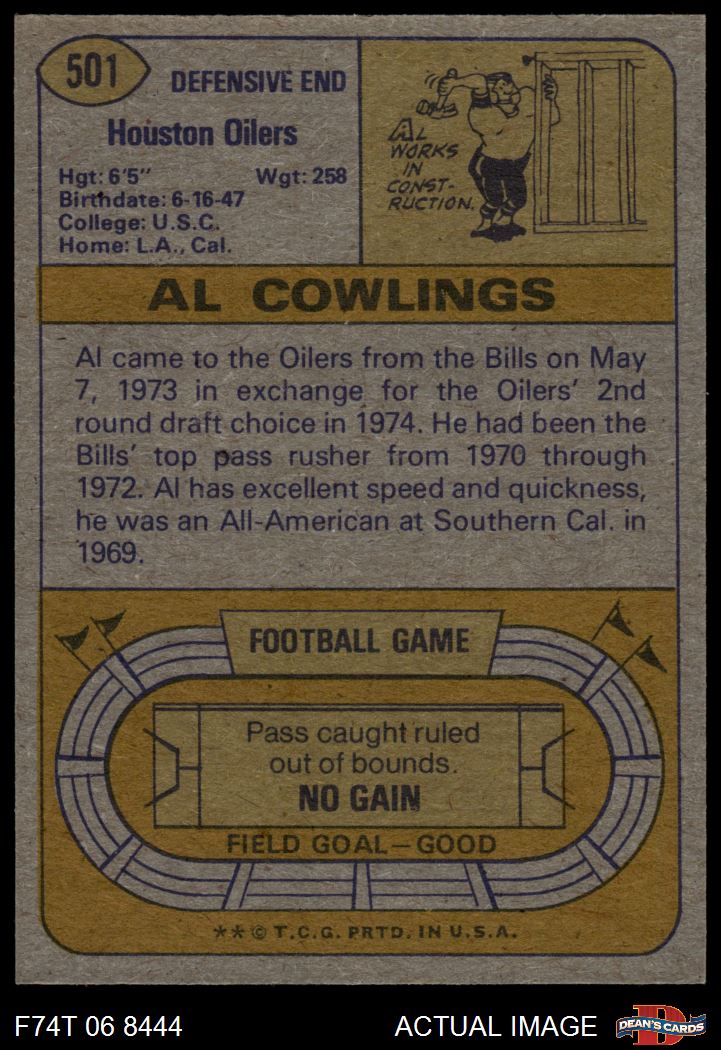 501
DEFENSIVE END
Houston Oilers
Hgt: 6'5" Wgt: 258
Birthdate: 6-16-47
College: U.S.C.
Home: L.A., Cal.
AL
WORKS
IN
CONST-
RUCTION.
AL COWLINGS
Al came to the Oilers from the Bills on May
7, 1973 in exchange for the Oilers' 2nd
round draft choice in 1974. He had been the
Bills' top pass rusher from 1970 through
1972. Al has excellent speed and quickness,
he was an All-American at Southern Cal. in
1969.
FOOTBALL GAME
Pass caught ruled
out of bounds.
NO GAIN
FIELD GOAL—GOOD
**© T.C.G. PRTD. IN U.S.A.
F74T 06 8444
ACTUAL IMAGE
D
DEAN'S CARDS